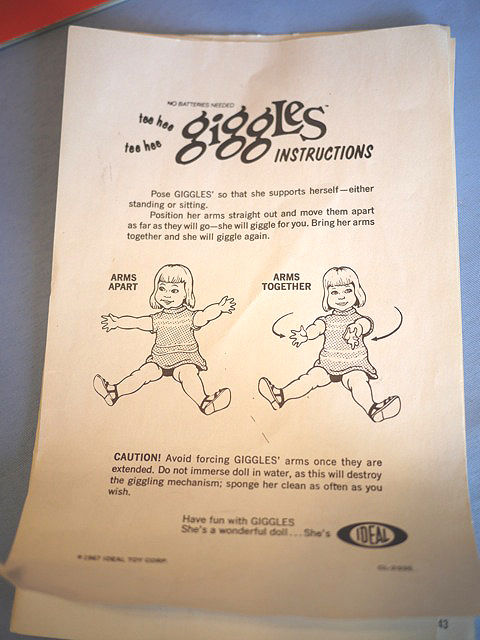 NO BATTERIES NEEDED
tee hee
giggles™
tee hee
INSTRUCTIONS
Pose GIGGLES' so that she supports herself—either
standing or sitting.
Position her arms straight out and move them apart
as far as they will go—she will giggle for you. Bring her arms
together and she will giggle again.
ARMS
APART
ARMS
TOGETHER
CAUTION! Avoid forcing GIGGLES' arms once they are
extended. Do not immerse doll in water, as this will destroy
the giggling mechanism; sponge her clean as often as you
wish.
Have fun with GIGGLES
She's a wonderful doll...She's
IDEAL
© 1967 IDEAL TOY CORP.
43